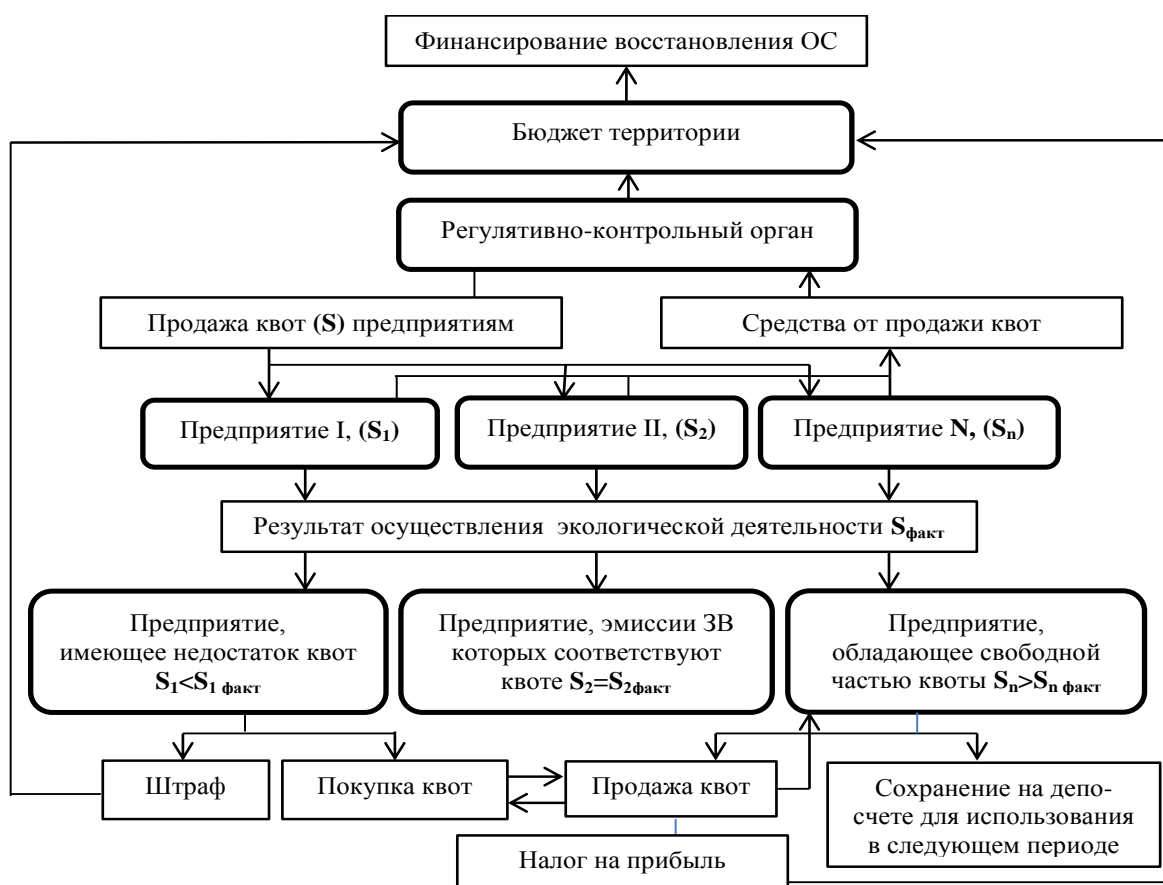 Финансирование восстановления ОС
Бюджет территории
Регулятивно-контрольный орган
Продажа квот (S) предприятиям
Средства от продажи квот
Предприятие I, (S₁)
Предприятие II, (S₂)
Предприятие N, (Sₙ)
Результат осуществления экологической деятельности Sфакт
Предприятие,
имеющее недостаток квот
S₁<S₁ факт
Предприятие, эмиссии ЗВ
которых соответствуют
квоте S₂=S₂факт
Предприятие,
обладающее свободной
частью квоты Sₙ>Sₙ факт
Штраф
Покупка квот
Продажа квот
Сохранение на депо-
счете для использования
в следующем периоде
Налог на прибыль